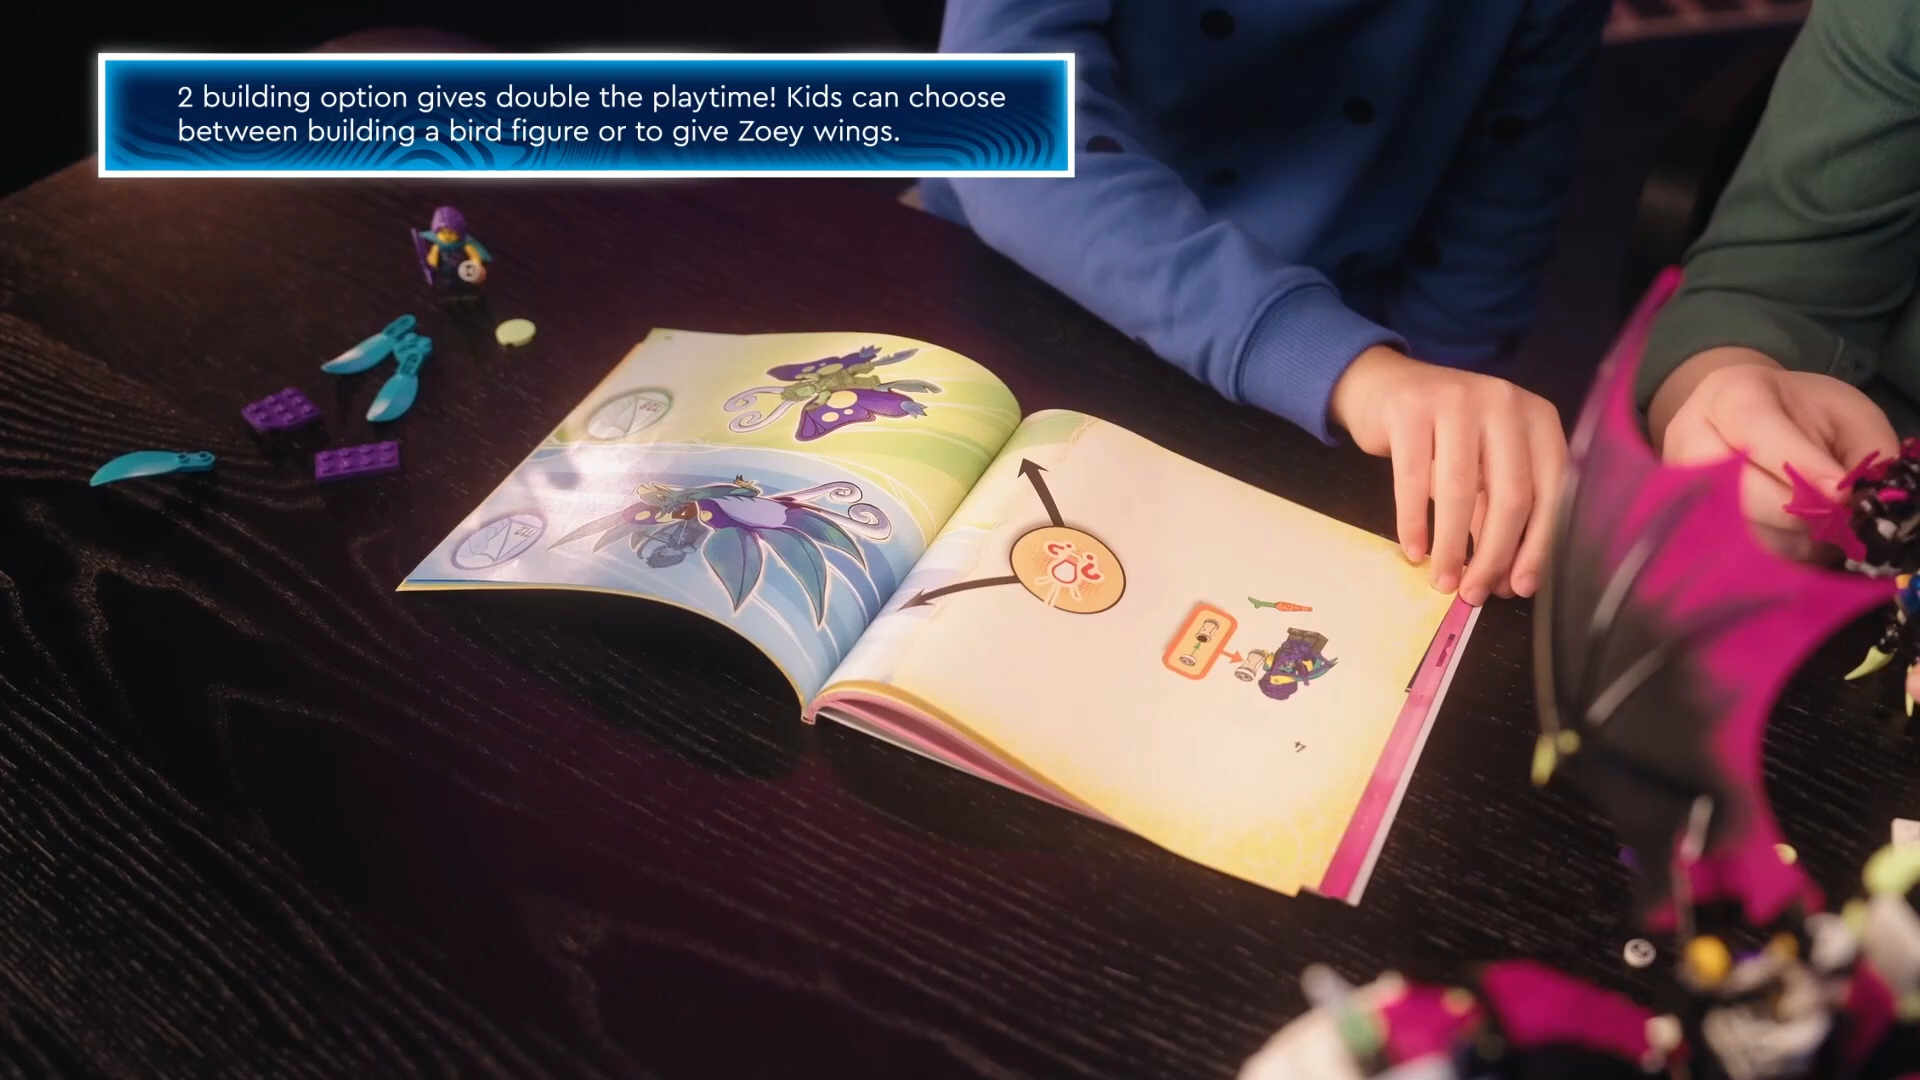 2 building option gives double the playtime! Kids can choose
between building a bird figure or to give Zoey wings.
4